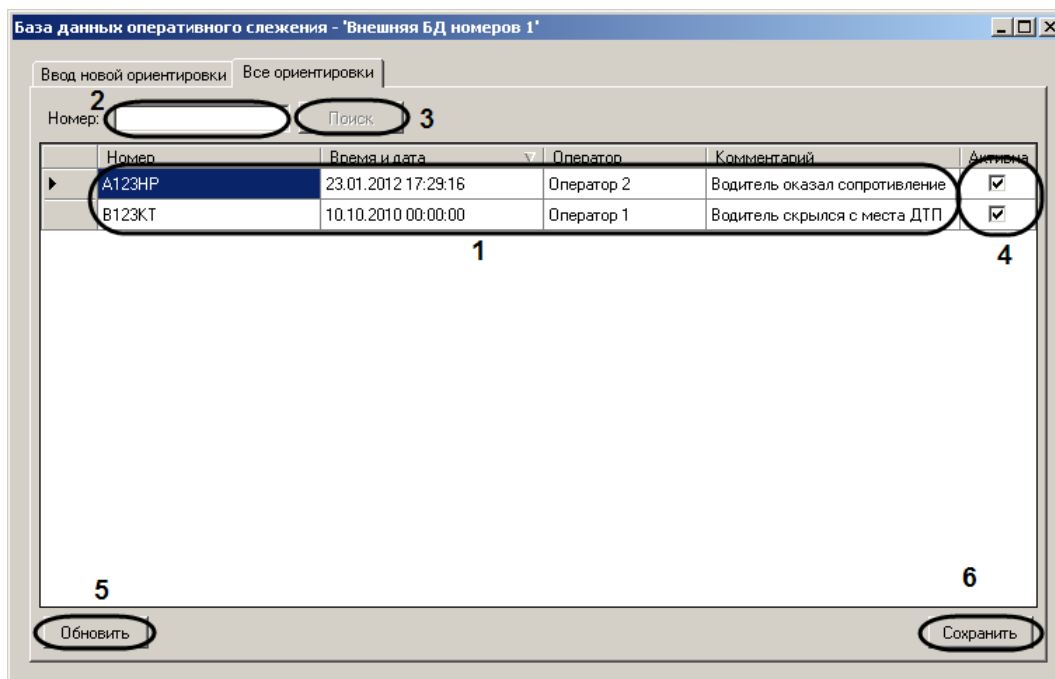 База данных оперативного слежения - 'Внешняя БД номеров 1'
Ввод новой ориентировки Все ориентировки
2
Номер: Поиск 3
Номер Время и дата Оператор Комментарий Активна
А123НР 23.01.2012 17:29:16 Оператор 2 Водитель оказал сопротивление
В123КТ 10.10.2010 00:00:00 Оператор 1 Водитель скрылся с места ДТП
1 4
5 6
Обновить Сохранить